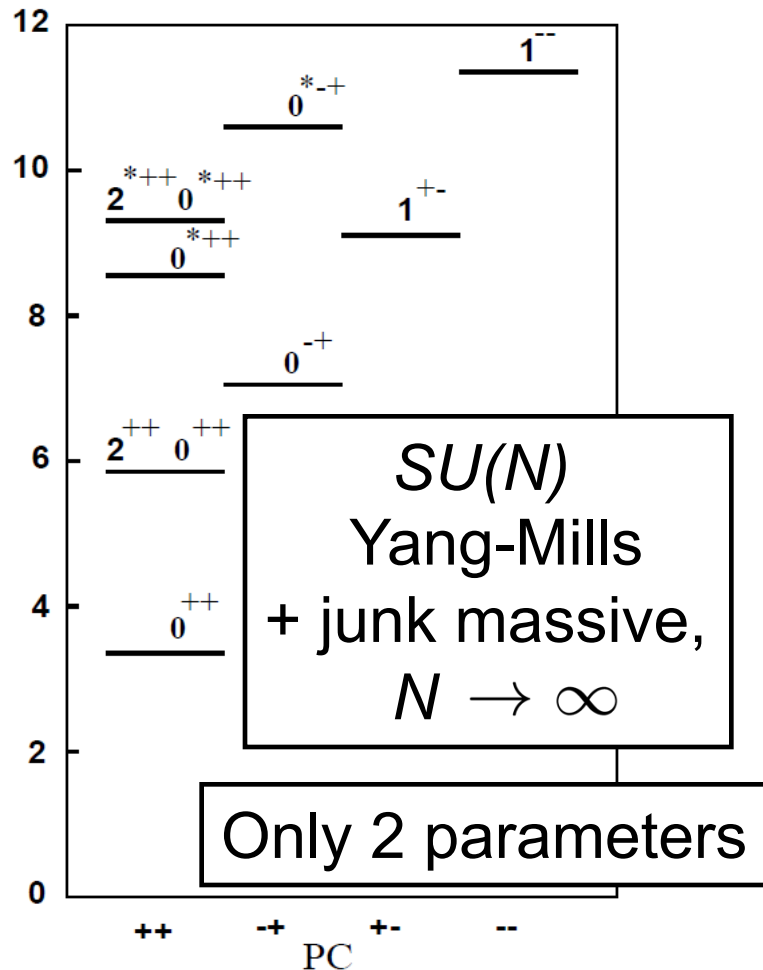 12
1^{--}
0^{*-+}
10
2^{*++} 0^{*++}
1^{+-}
0^{*++}
8
0^{-+}
2^{++} 0^{++}
6
SU(N)
Yang-Mills
+ junk massive,
N → ∞
4
0^{++}
2
Only 2 parameters
0
++ -+ +- --
PC